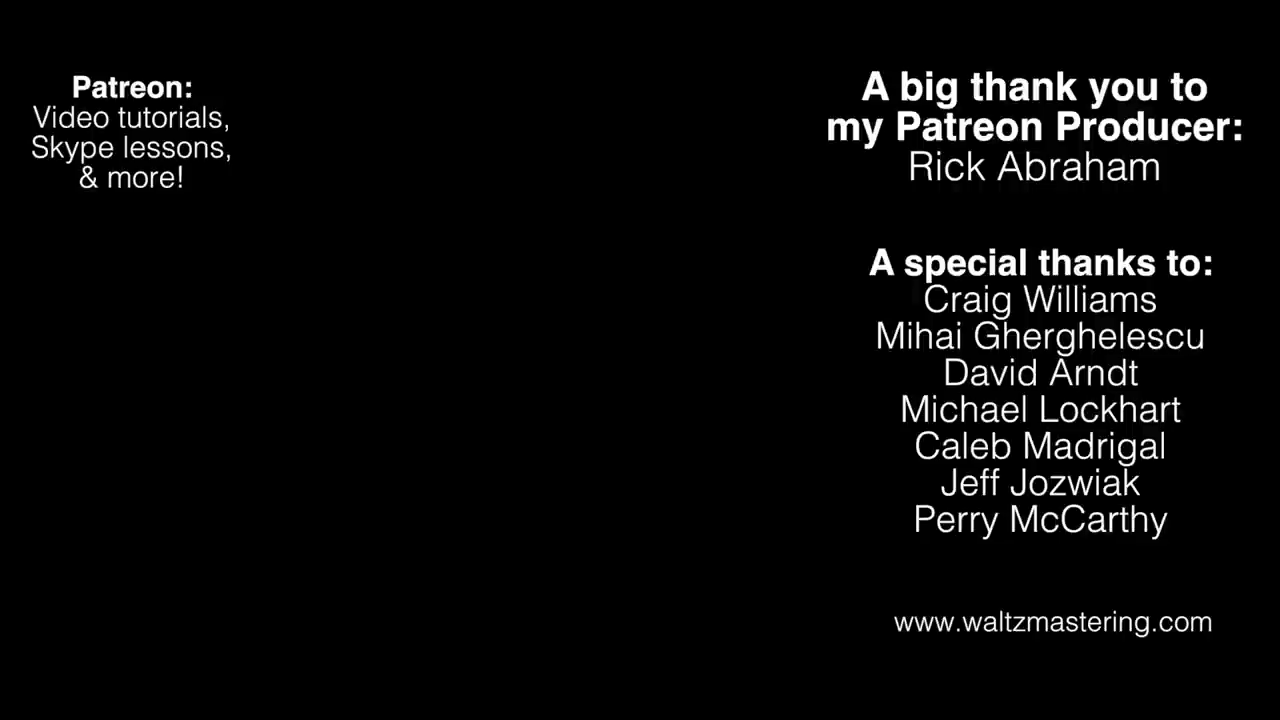 Patreon:
Video tutorials,
Skype lessons,
& more!
A big thank you to
my Patreon Producer:
Rick Abraham
A special thanks to:
Craig Williams
Mihai Gherghelescu
David Arndt
Michael Lockhart
Caleb Madrigal
Jeff Jozwiak
Perry McCarthy
www.waltzmastering.com